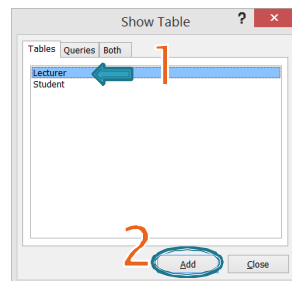 Show Table ? ×
Tables Queries Both
1
Lecturer
Student
2
Add Close